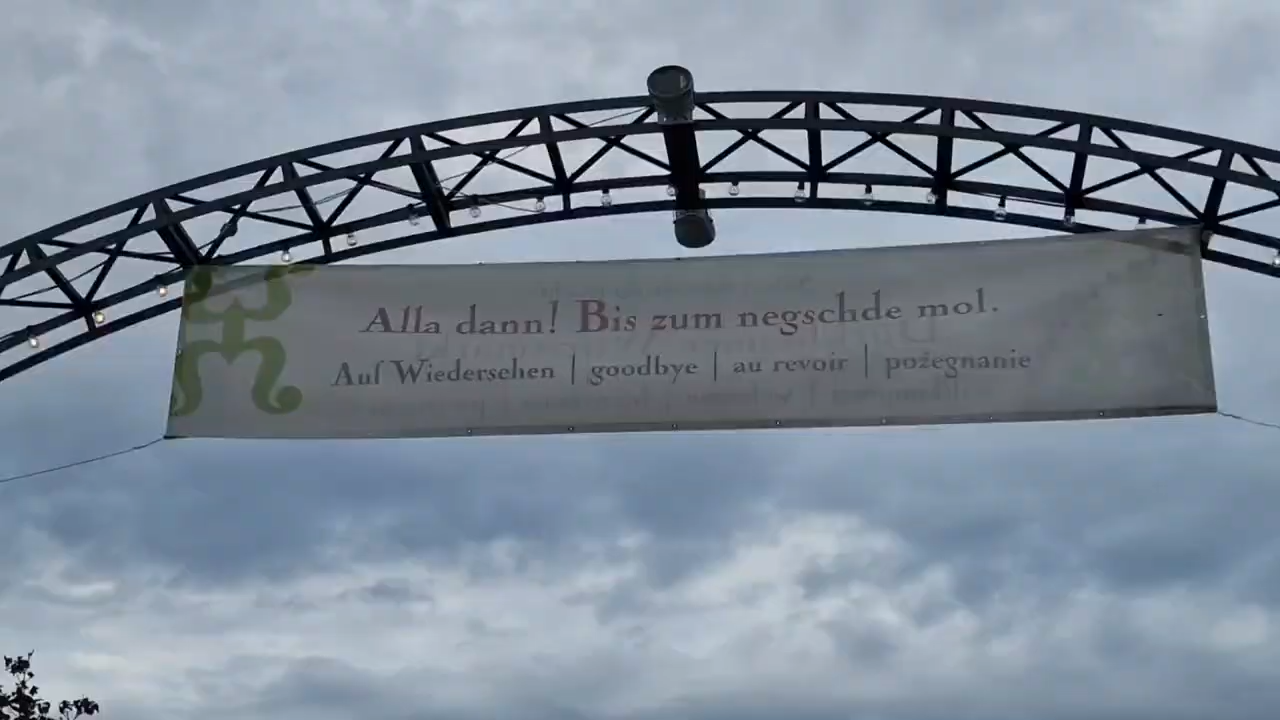 Alla dann! Bis zum negschde mol.
Auf Wiedersehen | goodbye | au revoir | pożegnanie